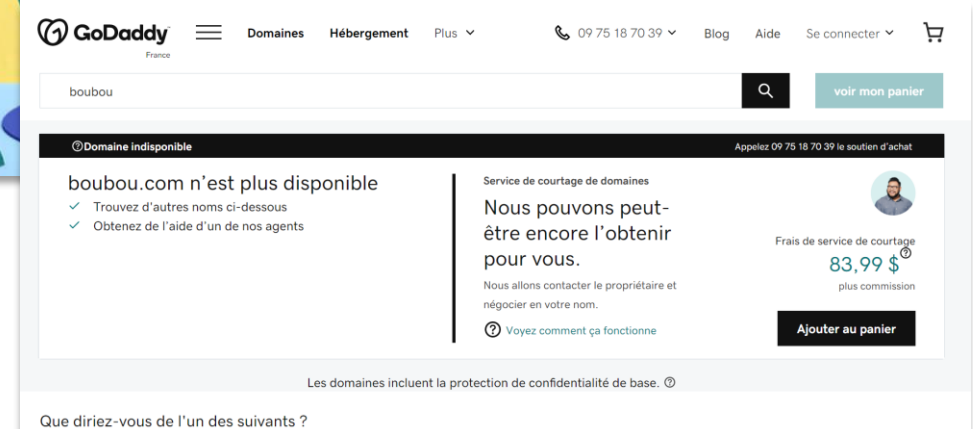 GoDaddy
France
Domaines Hébergement Plus 09 75 18 70 39 Blog Aide Se connecter
boubou
voir mon panier
Domaine indisponible
Appelez 09 75 18 70 39 le soutien d'achat
boubou.com n'est plus disponible
Trouvez d'autres noms ci-dessous
Obtenez de l'aide d'un de nos agents
Service de courtage de domaines
Nous pouvons peut-
être encore l'obtenir
pour vous.
Nous allons contacter le propriétaire et
négocier en votre nom.
Voyez comment ça fonctionne
Frais de service de courtage
83,99 $
plus commission
Ajouter au panier
Les domaines incluent la protection de confidentialité de base.
Que diriez-vous de l'un des suivants ?